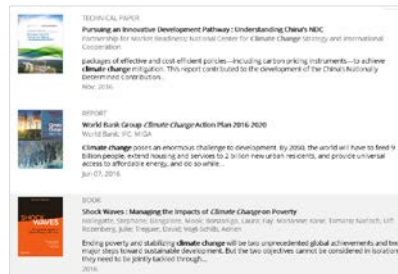 TECHNICAL PAPER
Pursuing an Innovative Development Pathway : Understanding China's NDC
Partnership for Market Readiness; National Center for Climate Change Strategy and International
Cooperation
packages of effective and cost-efficient policies—including carbon pricing instruments—to achieve
climate change mitigation. This report contributed to the development of the China's Nationally
Determined Contribution...
Nov, 2016
REPORT
World Bank Group Climate Change Action Plan 2016-2020
World Bank; IFC; MIGA
Climate change poses an enormous challenge to development. By 2050, the world will have to feed 9
billion people, extend housing and services to 2 billion new urban residents, and provide universal
access to affordable energy, and do so while...
Jun 07, 2016
SHOCK
WAVES
BOOK
Shock Waves : Managing the Impacts of Climate Change on Poverty
Hallegatte, Stephane; Bangalore, Mook; Bonzanigo, Laura; Fay, Marianne; Kane, Tamaro; Narloch, Ulf;
Rozenberg, Julie; Treguer, David; Vogt-Schilb, Adrien
Ending poverty and stabilizing climate change will be two unprecedented global achievements and two
major steps toward sustainable development. But the two objectives cannot be considered in isolation
they need to be jointly tackled through...
2016